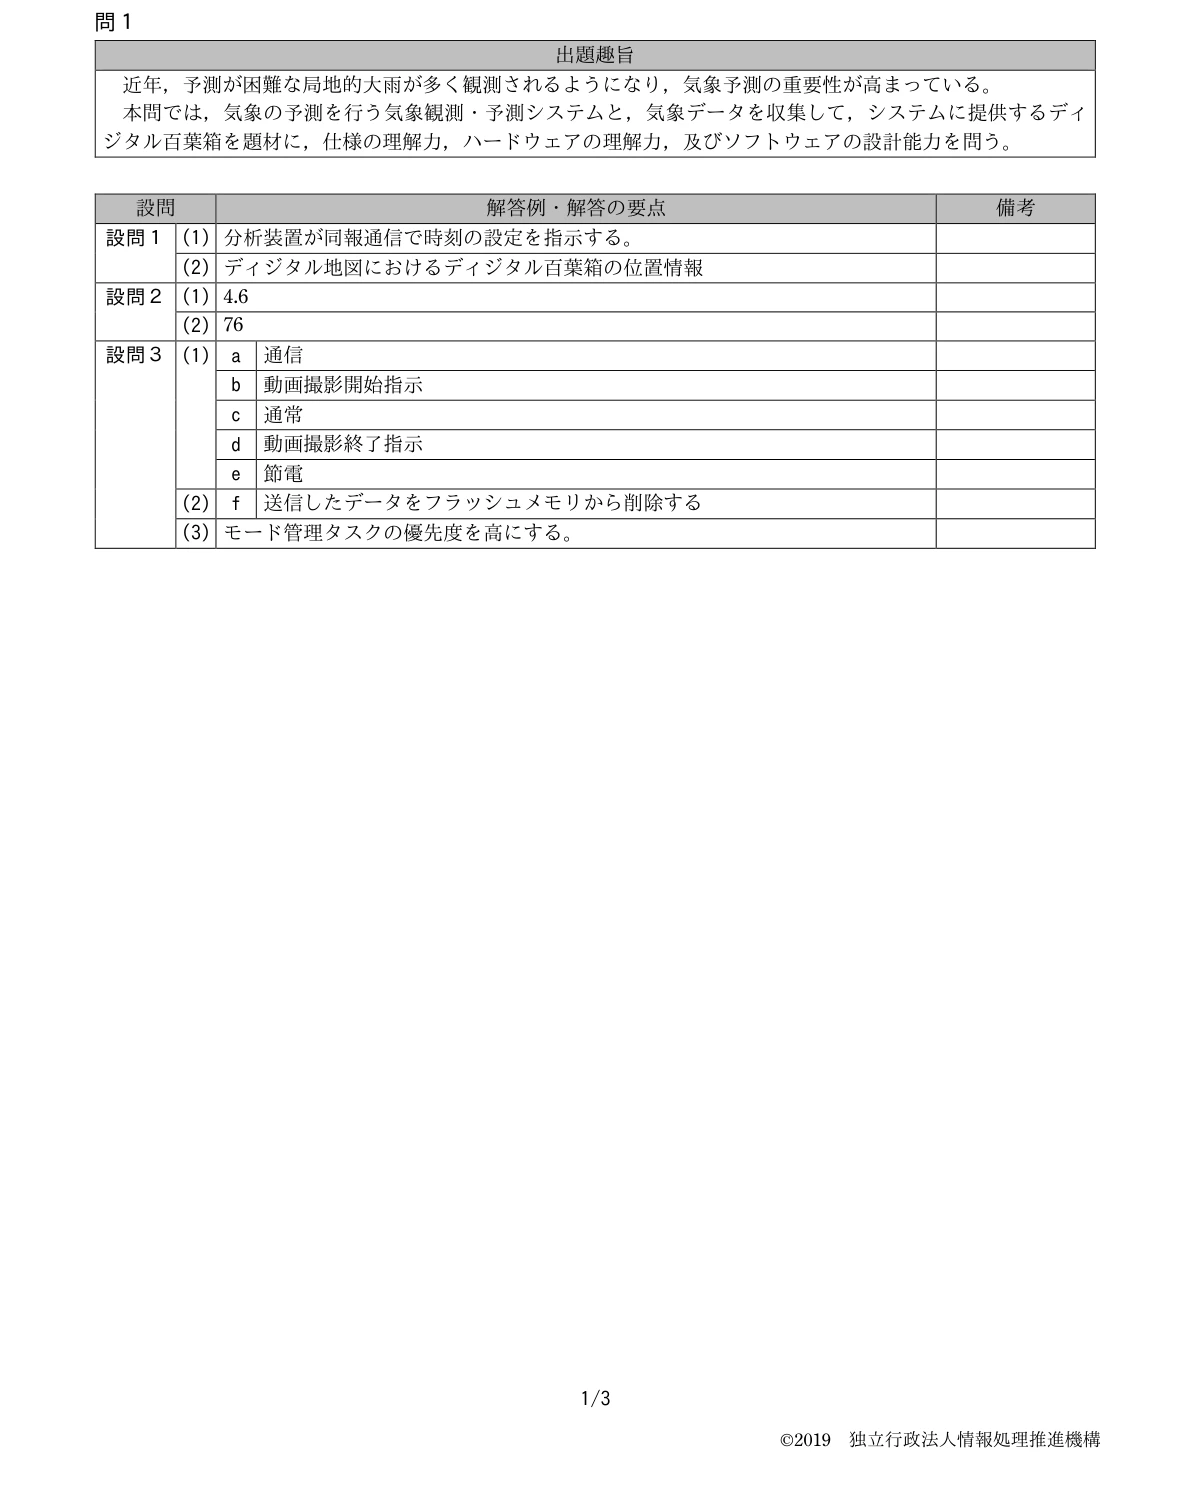 問1
出題趣旨
近年，予測が困難な局地的大雨が多く観測されるようになり，気象予測の重要性が高まっている。
本問では，気象の予測を行う気象観測・予測システムと，気象データを収集して，システムに提供するディ
ジタル百葉箱を題材に，仕様の理解力，ハードウェアの理解力，及びソフトウェアの設計能力を問う。
設問 解答例・解答の要点 備考
設問1 (1) 分析装置が同報通信で時刻の設定を指示する。
(2) ディジタル地図におけるディジタル百葉箱の位置情報
設問2 (1) 4.6
(2) 76
設問3 (1) a 通信
b 動画撮影開始指示
c 通常
d 動画撮影終了指示
e 節電
(2) f 送信したデータをフラッシュメモリから削除する
(3) モード管理タスクの優先度を高にする。
1/3
©2019 独立行政法人情報処理推進機構